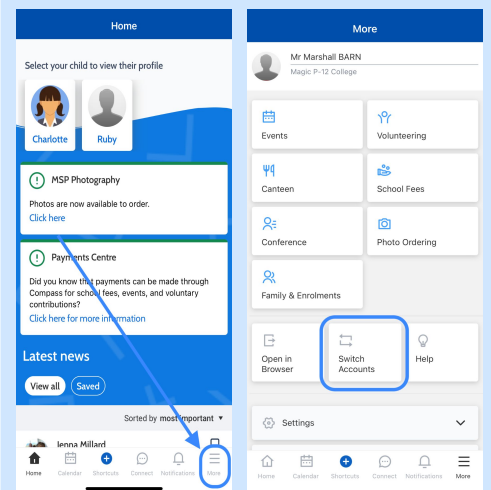 Home
Select your child to view their profile
Charlotte
Ruby
MSP Photography
Photos are now available to order.
Click here
Payments Centre
Did you know that payments can be made through
Compass for school fees, events, and voluntary
contributions?
Click here for more information
Latest news
View all
Saved
Sorted by most important
Jenna Millard
Home
Calendar
Shortcuts
Connect
Notifications
More
More
Mr Marshall BARN
Magic P-12 College
Events
Volunteering
Canteen
School Fees
Conference
Photo Ordering
Family & Enrolments
Open in
Browser
Switch
Accounts
Help
Settings
Home
Calendar
Shortcuts
Connect
Notifications
More